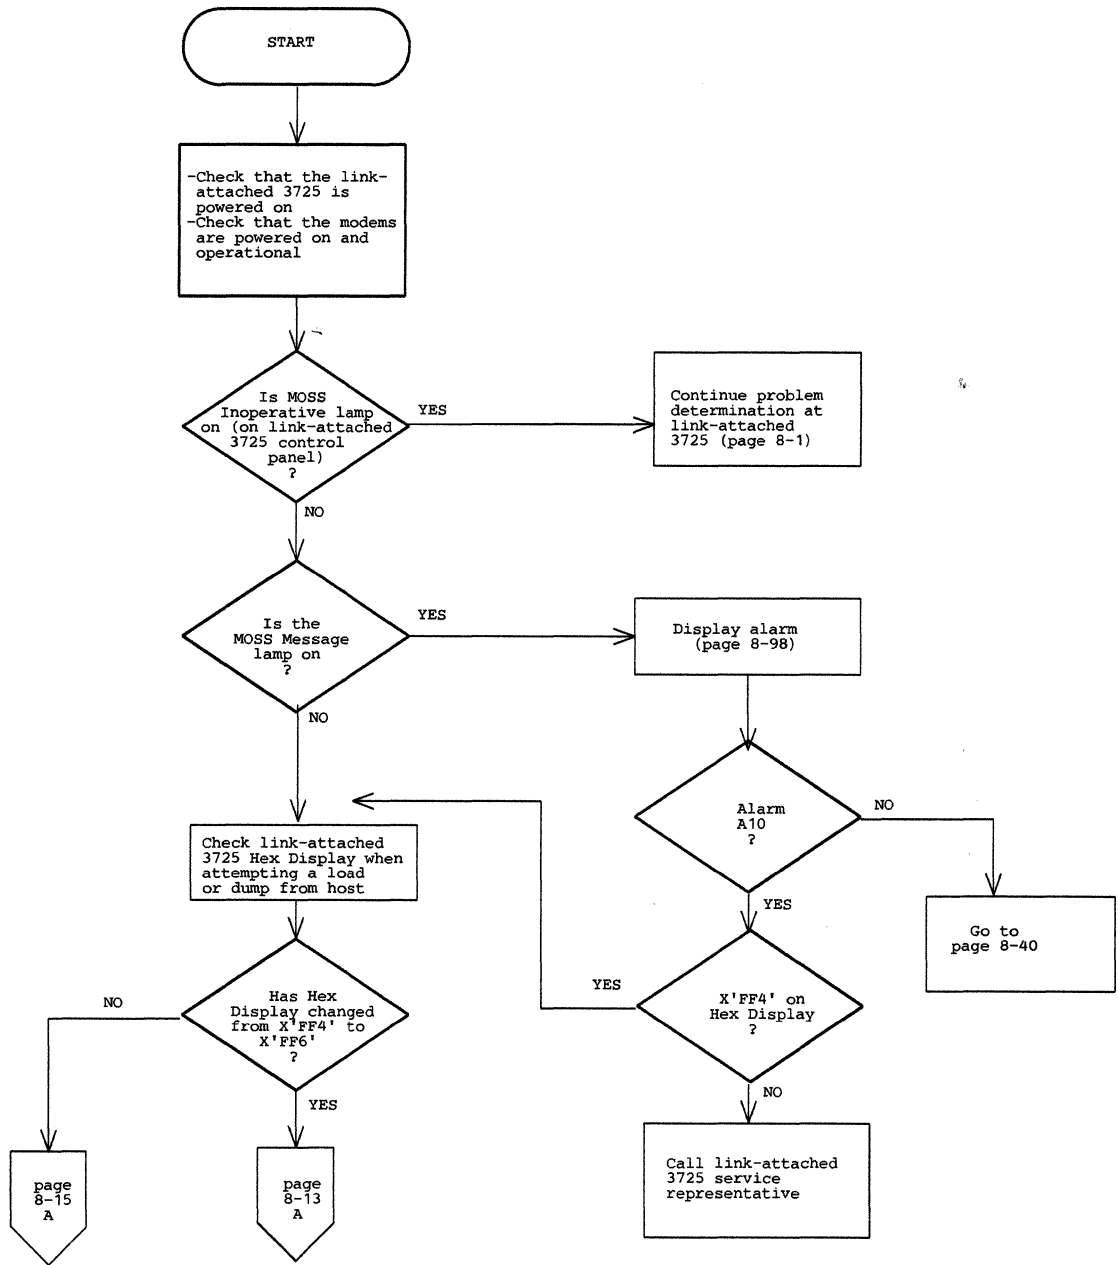 START
-Check that the link-
attached 3725 is
powered on
-Check that the modems
are powered on and
operational
Is MOSS
Inoperative lamp
on (on link-attached
3725 control
panel)
?
YES
Continue problem
determination at
link-attached
3725 (page 8-1)
NO
Is the
MOSS Message
lamp on
?
YES
Display alarm
(page 8-98)
NO
Alarm
A10
?
NO
Go to
page 8-40
YES
Check link-attached
3725 Hex Display when
attempting a load
or dump from host
X'FF4' on
Hex Display
?
YES
NO
Call link-attached
3725 service
representative
Has Hex
Display changed
from X'FF4' to
X'FF6'
?
NO
YES
page
8-15
A
page
8-13
A